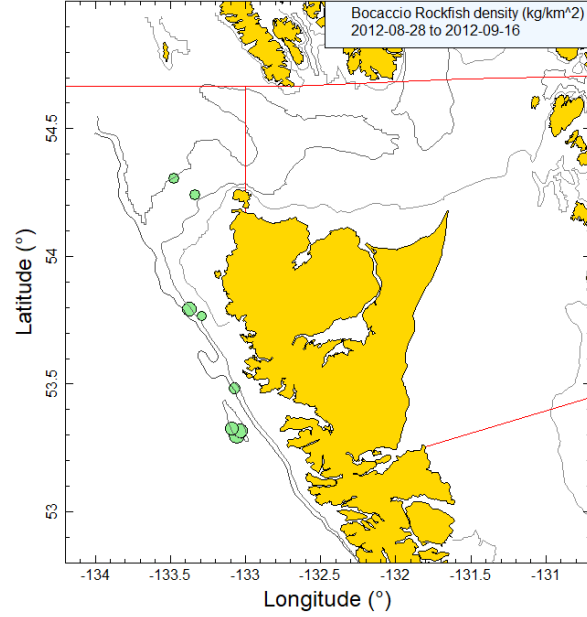 Bocaccio Rockfish density (kg/km^2)
2012-08-28 to 2012-09-16
54.5
54
53.5
53
Latitude (°)
-134
-133.5
-133
-132.5
-132
-131.5
-131
Longitude (°)